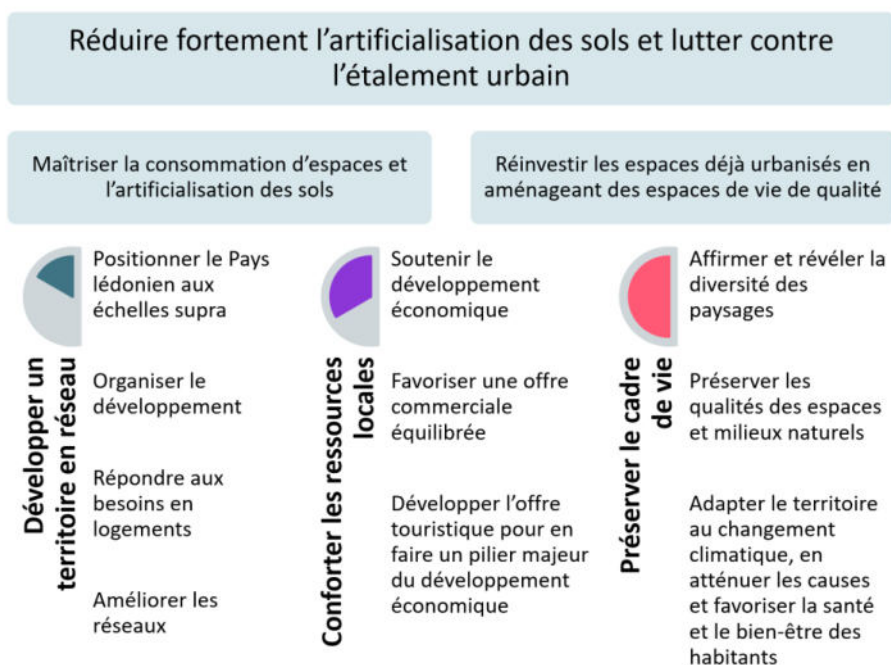 Réduire fortement l’artificialisation des sols et lutter contre
l’étalement urbain
Maîtriser la consommation d’espaces et
l’artificialisation des sols
Réinvestir les espaces déjà urbanisés en
aménageant des espaces de vie de qualité
Développer un
territoire en réseau
Positionner le Pays
lédonien aux
échelles supra
Organiser le
développement
Répondre aux
besoins en
logements
Améliorer les
réseaux
Conforter les ressources
locales
Soutenir le
développement
économique
Favoriser une offre
commerciale
équilibrée
Développer l’offre
touristique pour en
faire un pilier majeur
du développement
économique
Préserver le cadre
de vie
Affirmer et révéler la
diversité des
paysages
Préserver les
qualités des espaces
et milieux naturels
Adapter le territoire
au changement
climatique, en
atténuer les causes
et favoriser la santé
et le bien-être des
habitants